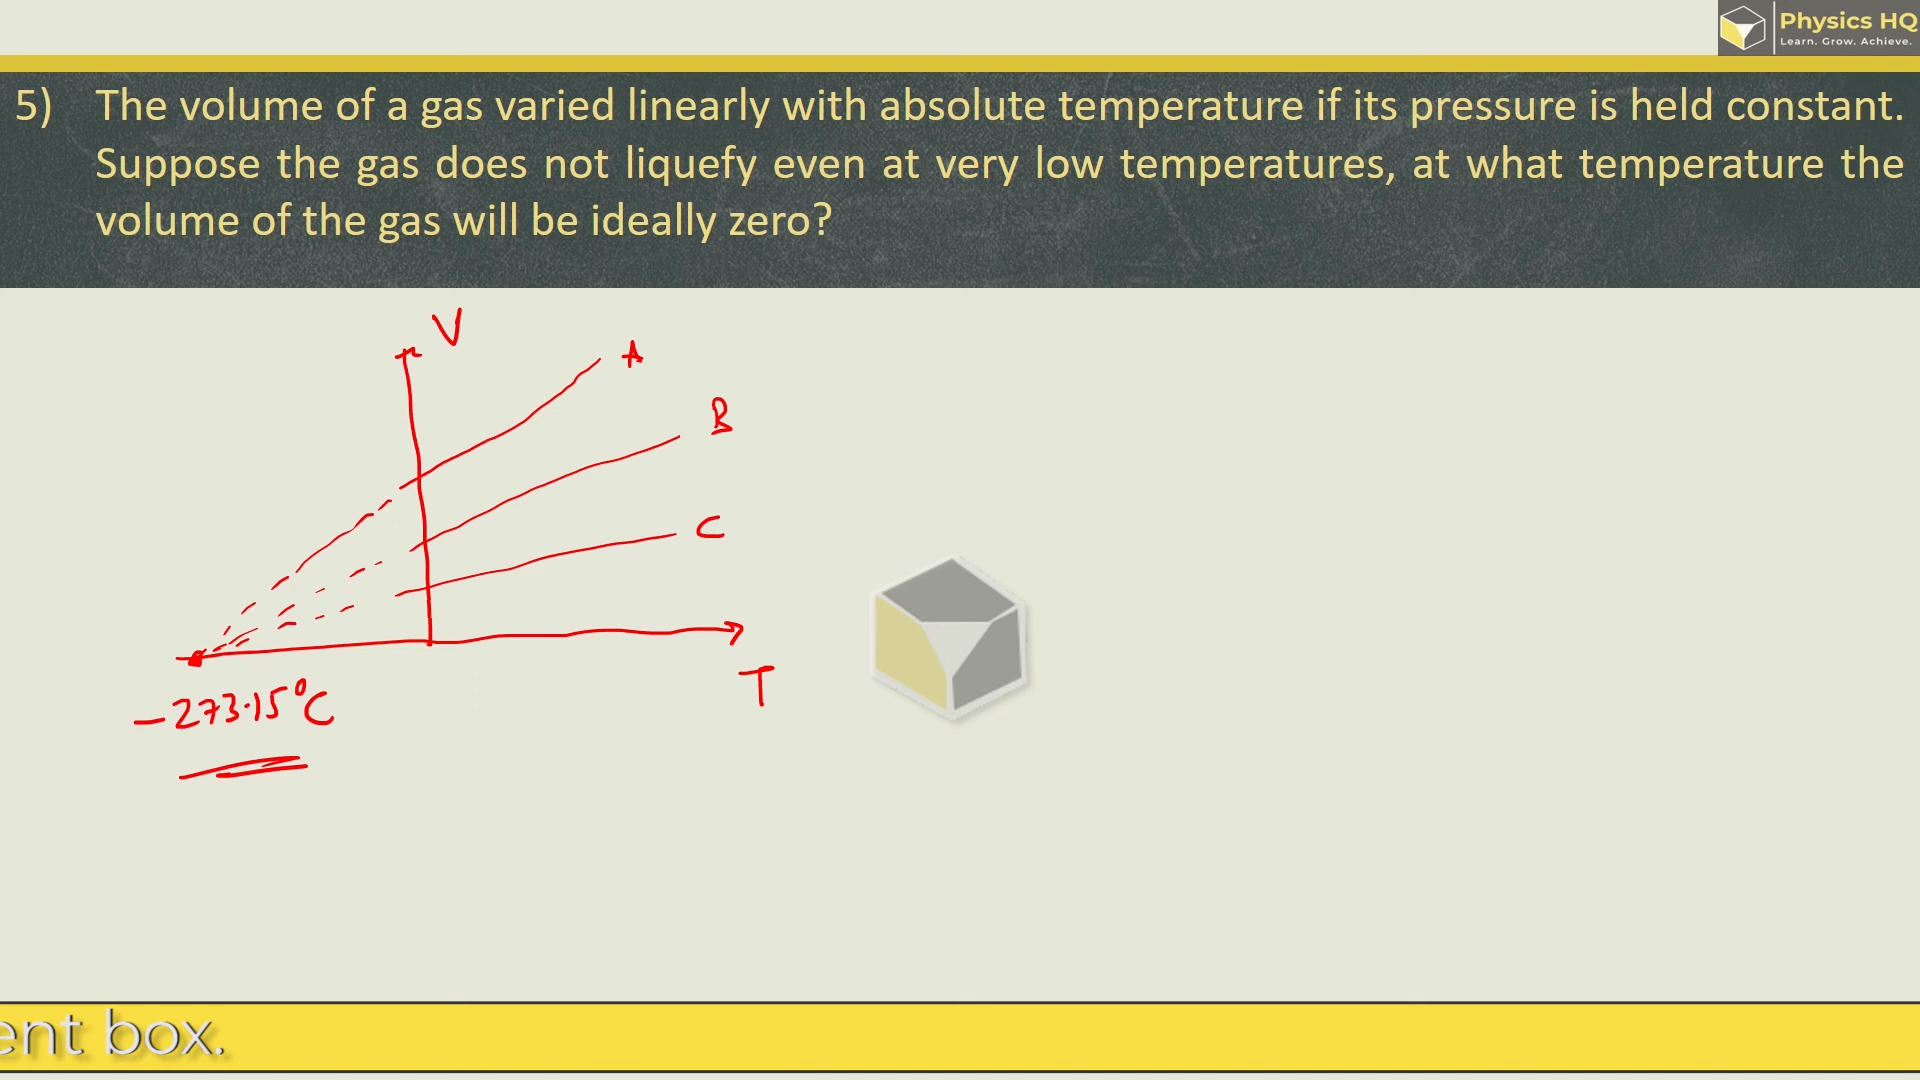 Physics HQ
Learn. Grow. Achieve.
5) The volume of a gas varied linearly with absolute temperature if its pressure is held constant.
Suppose the gas does not liquefy even at very low temperatures, at what temperature the
volume of the gas will be ideally zero?
V
A
B
C
T
-273.15°C
ent box.